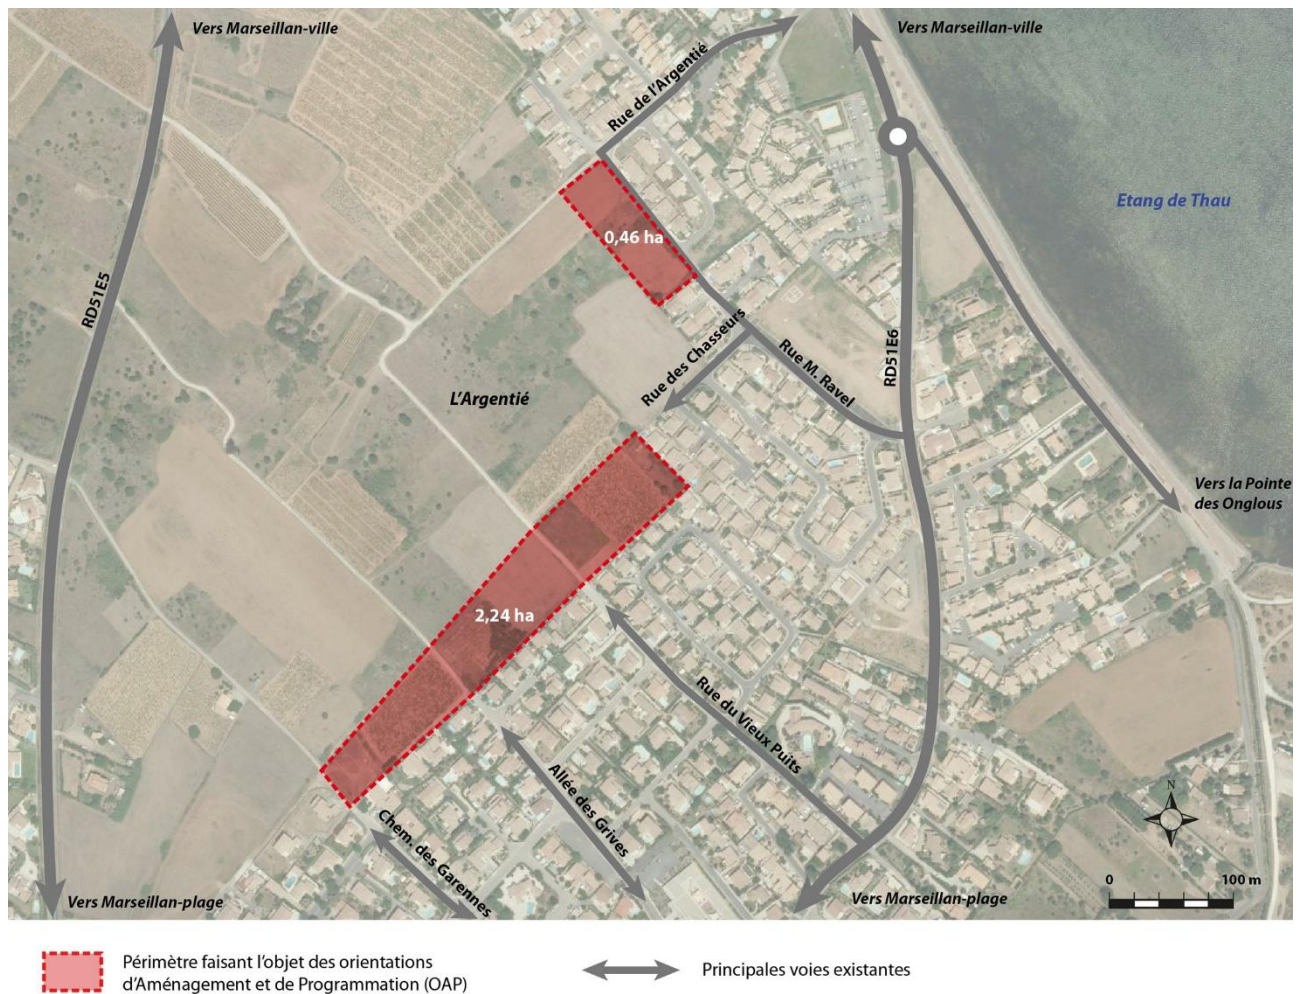 Vers Marseillan-ville
Vers Marseillan-ville
Rue de l'Argentié
Etang de Thau
0,46 ha
RD51E5
Rue des Chasseurs
Rue M. Ravel
RD51E6
L'Argentié
Vers la Pointe
des Onglous
2,24 ha
Rue du Vieux Puits
Allée des Grives
Chem. des Garennes
N
0 100 m
Vers Marseillan-plage
Vers Marseillan-plage
Périmètre faisant l'objet des orientations
d'Aménagement et de Programmation (OAP)
Principales voies existantes